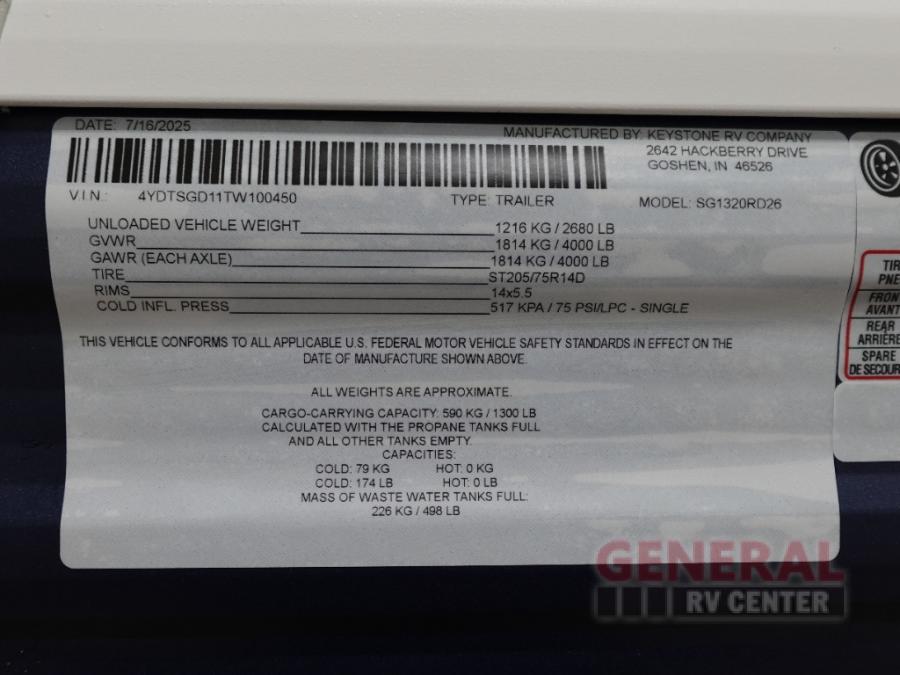 DATE: 7/16/2025
MANUFACTURED BY: KEYSTONE RV COMPANY
2642 HACKBERRY DRIVE
GOSHEN, IN 46526
VIN: 4YDTSGD11TW100450 TYPE: TRAILER MODEL: SG1320RD26
UNLOADED VEHICLE WEIGHT 1216 KG / 2680 LB
GVWR 1814 KG / 4000 LB
GAWR (EACH AXLE) 1814 KG / 4000 LB
TIRE ST205/75R14D
RIMS 14x5.5
COLD INFL. PRESS 517 KPA / 75 PSI/LPC - SINGLE
THIS VEHICLE CONFORMS TO ALL APPLICABLE U.S. FEDERAL MOTOR VEHICLE SAFETY STANDARDS IN EFFECT ON THE
DATE OF MANUFACTURE SHOWN ABOVE.
ALL WEIGHTS ARE APPROXIMATE.
CARGO-CARRYING CAPACITY: 590 KG / 1300 LB
CALCULATED WITH THE PROPANE TANKS FULL
AND ALL OTHER TANKS EMPTY.
CAPACITIES:
COLD: 79 KG HOT: 0 KG
COLD: 174 LB HOT: 0 LB
MASS OF WASTE WATER TANKS FULL:
226 KG / 498 LB
TIR
PNE
FRON
AVANT
REAR
ARRIÈRE
SPARE
DE SECOUR
GENERAL
RV CENTER